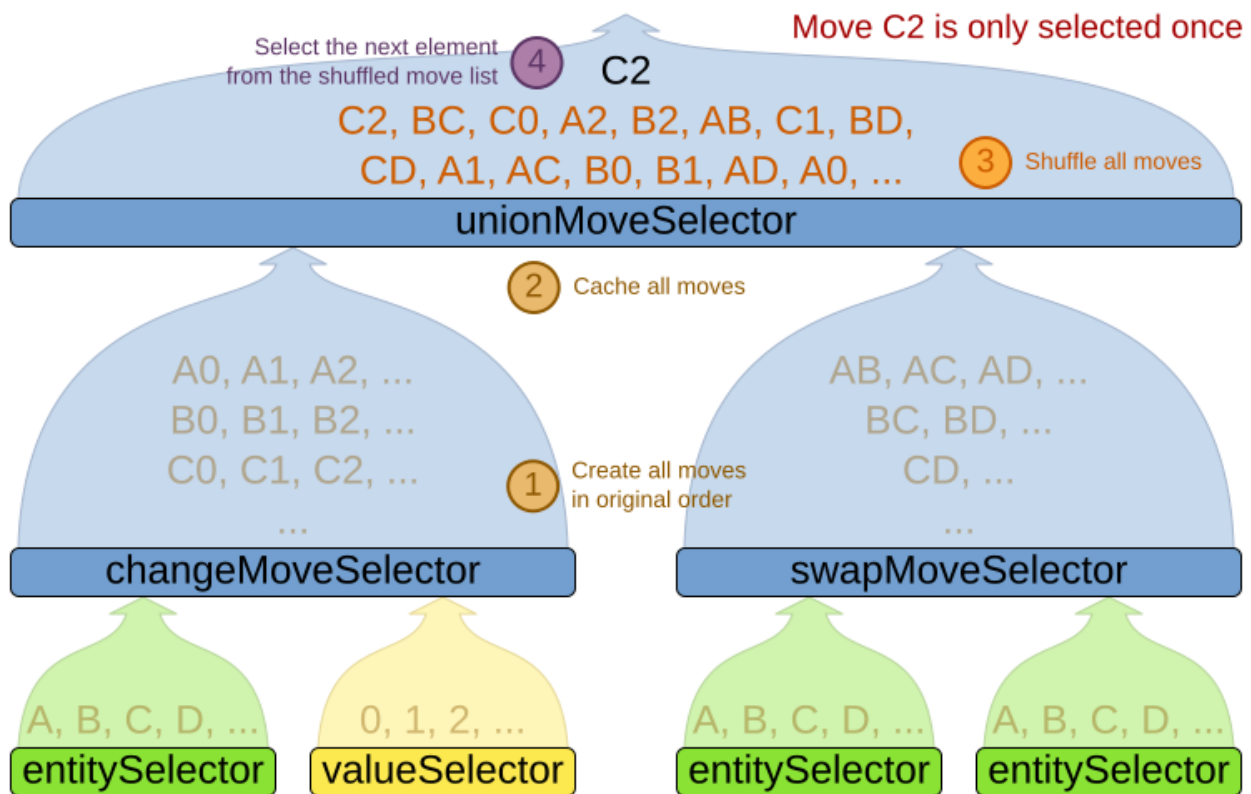 Move C2 is only selected once
Select the next element
from the shuffled move list
4
C2
C2, BC, C0, A2, B2, AB, C1, BD,
CD, A1, AC, B0, B1, AD, A0, ...
3
Shuffle all moves
unionMoveSelector
2
Cache all moves
A0, A1, A2, ...
B0, B1, B2, ...
C0, C1, C2, ...
...
1
Create all moves
in original order
AB, AC, AD, ...
BC, BD, ...
CD, ...
...
changeMoveSelector
swapMoveSelector
A, B, C, D, ...
0, 1, 2, ...
A, B, C, D, ...
A, B, C, D, ...
entitySelector
valueSelector
entitySelector
entitySelector